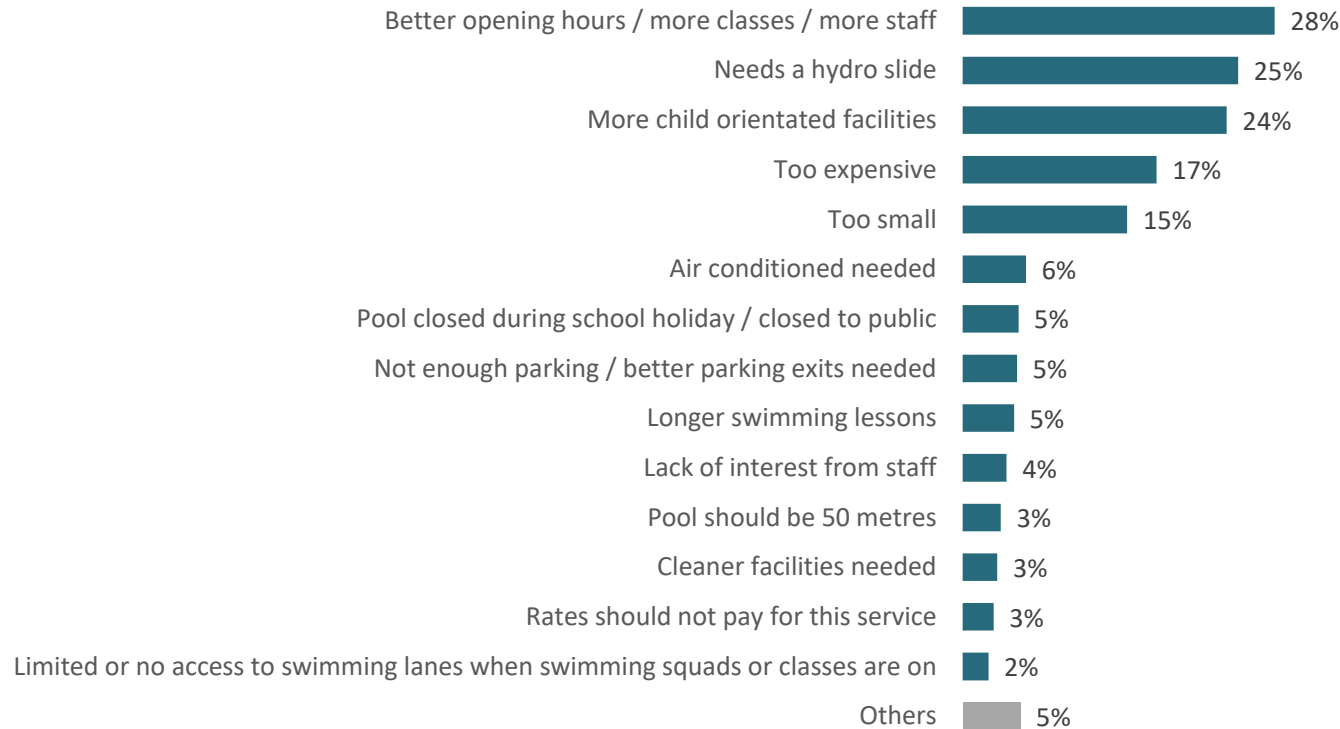 Better opening hours / more classes / more staff 28%
Needs a hydro slide 25%
More child orientated facilities 24%
Too expensive 17%
Too small 15%
Air conditioned needed 6%
Pool closed during school holiday / closed to public 5%
Not enough parking / better parking exits needed 5%
Longer swimming lessons 5%
Lack of interest from staff 4%
Pool should be 50 metres 3%
Cleaner facilities needed 3%
Rates should not pay for this service 3%
Limited or no access to swimming lanes when swimming squads or classes are on 2%
Others 5%